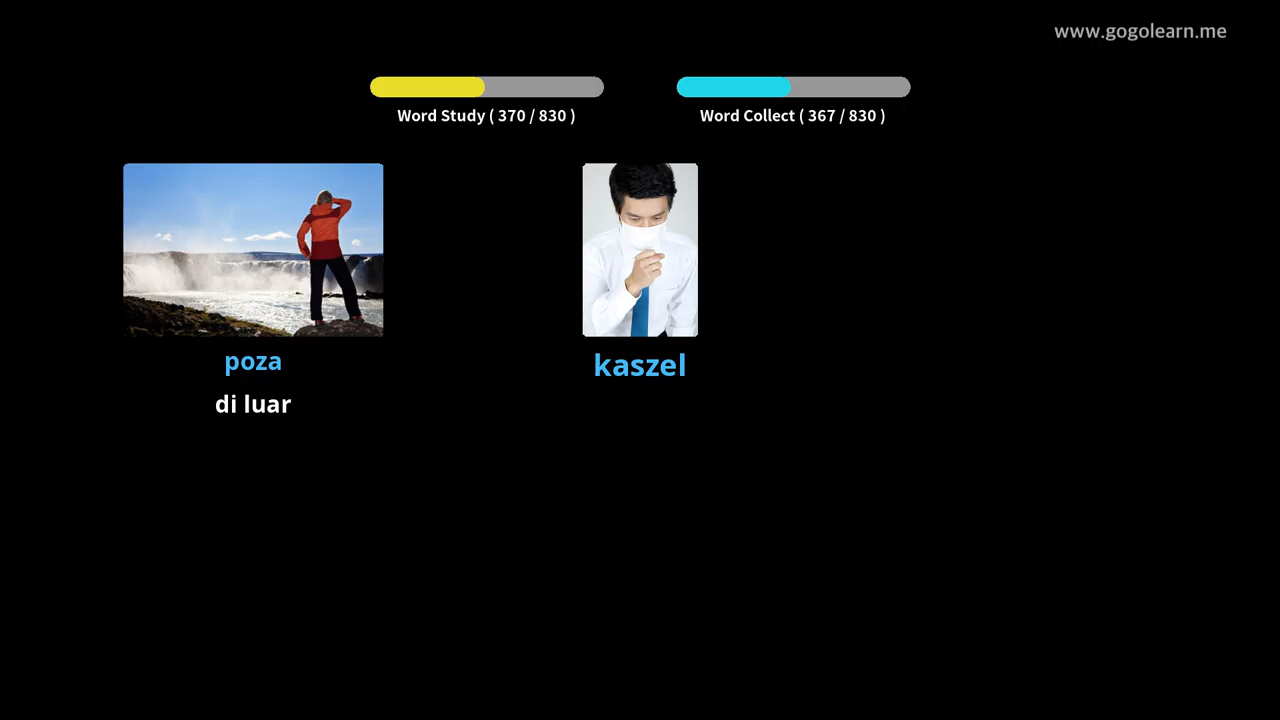 www.gogolearn.me
Word Study ( 370 / 830 )
Word Collect ( 367 / 830 )
poza
di luar
kaszel